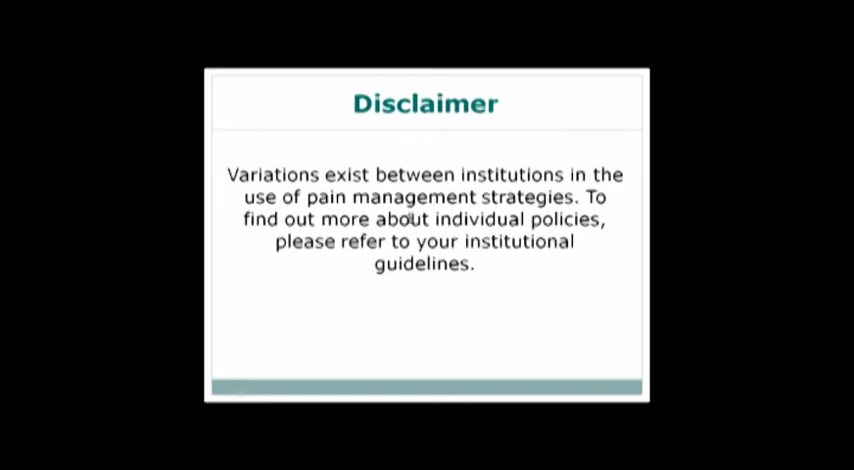 Disclaimer
Variations exist between institutions in the
use of pain management strategies. To
find out more about individual policies,
please refer to your institutional
guidelines.